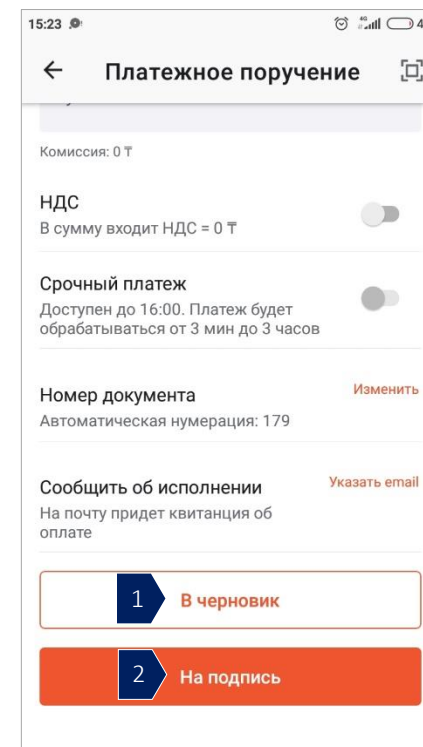 15:23
4G 4
Платежное поручение
Комиссия: 0 ₸
НДС
В сумму входит НДС = 0 ₸
Срочный платеж
Доступен до 16:00. Платеж будет
обрабатываться от 3 мин до 3 часов
Номер документа
Изменить
Автоматическая нумерация: 179
Сообщить об исполнении
Указать email
На почту придет квитанция об
оплате
1 В черновик
2 На подпись